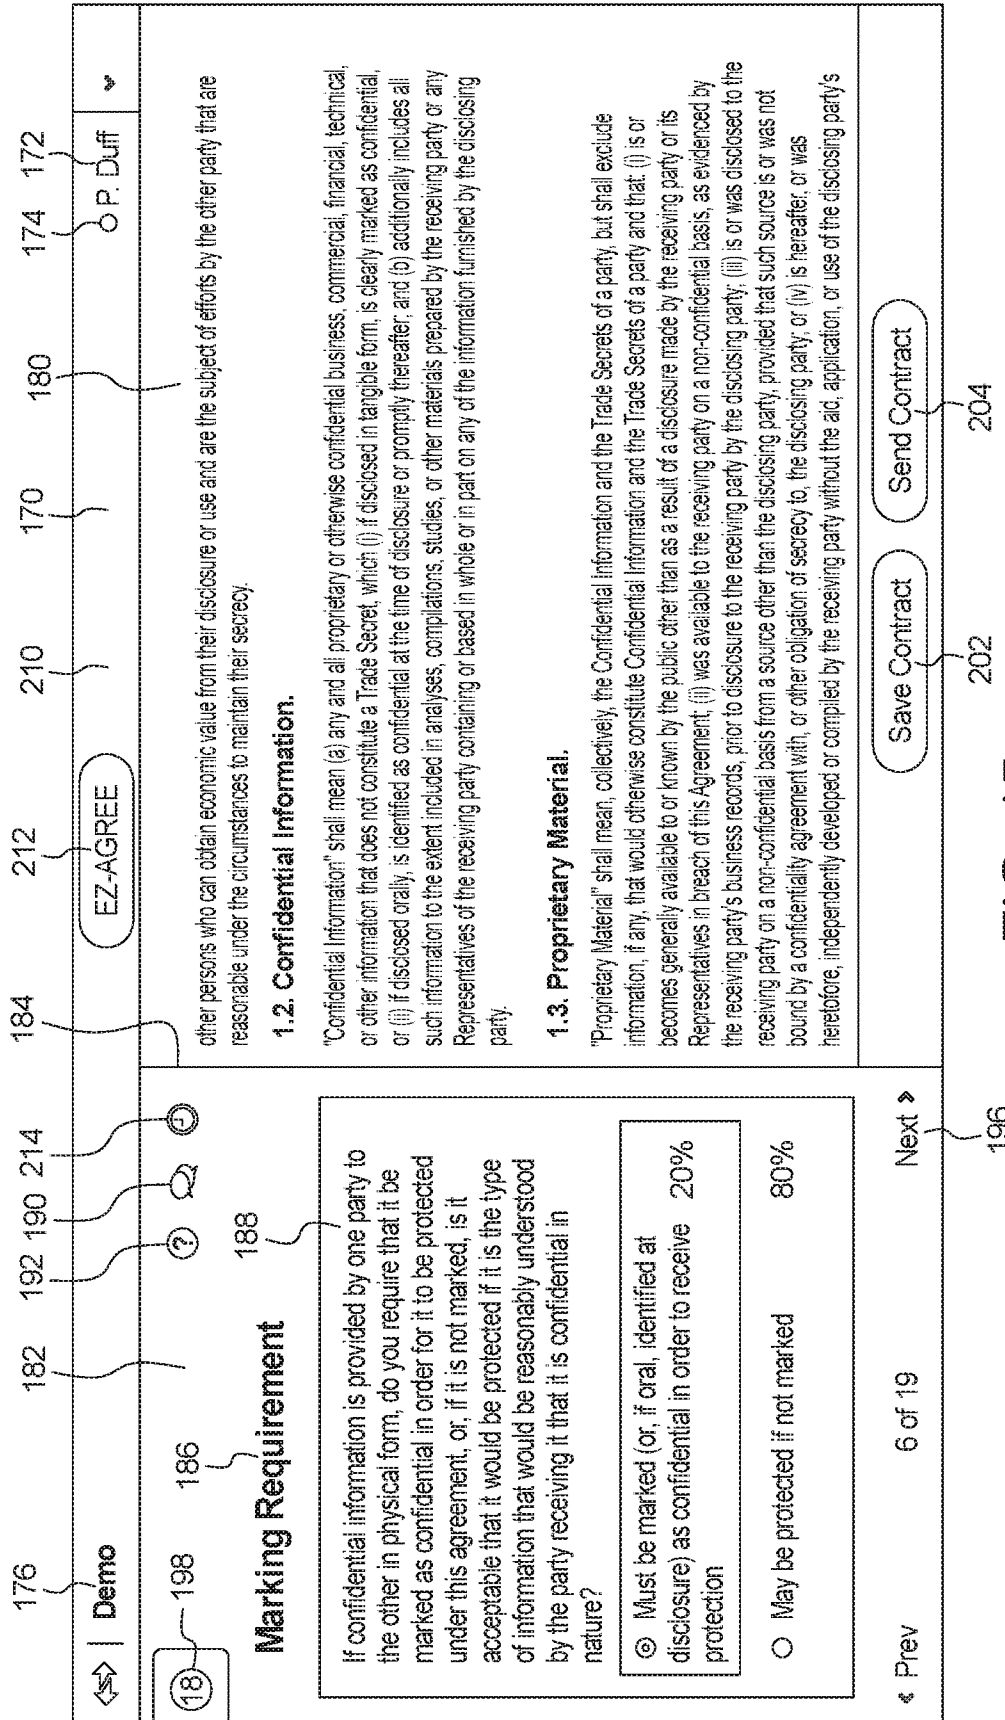 176
182
192
190
214
184
212
210
170
180
174
172
Demo
EZ-AGREE
P. Duff
18
198
186
Marking Requirement
188
If confidential information is provided by one party to
the other in physical form, do you require that it be
marked as confidential in order for it to be protected
under this agreement, or, if it is not marked, is it
acceptable that it would be protected if it is the type
of information that would be reasonably understood
by the party receiving it that it is confidential in
nature?
Must be marked (or, if oral, identified at
disclosure) as confidential in order to receive 20%
protection
May be protected if not marked 80%
« Prev 6 of 19 Next »
196
other persons who can obtain economic value from their disclosure or use and are the subject of efforts by the other party that are
reasonable under the circumstances to maintain their secrecy.
1.2. Confidential Information.
"Confidential Information" shall mean (a) any and all proprietary or otherwise confidential business, commercial, financial, technical,
or other information that does not constitute a Trade Secret, which (i) if disclosed in tangible form, is clearly marked as confidential,
or (ii) if disclosed orally, is identified as confidential at the time of disclosure or promptly thereafter; and (b) additionally includes all
such information to the extent included in analyses, compilations, studies, or other materials prepared by the receiving party or any
Representatives of the receiving party containing or based in whole or in part on any of the information furnished by the disclosing
party.
1.3. Proprietary Material.
"Proprietary Material" shall mean, collectively, the Confidential Information and the Trade Secrets of a party, but shall exclude
information, if any, that would otherwise constitute Confidential Information and the Trade Secrets of a party and that: (i) is or
becomes generally available to or known by the public other than as a result of a disclosure made by the receiving party or its
Representatives in breach of this Agreement; (ii) was available to the receiving party on a non-confidential basis, as evidenced by
the receiving party's business records, prior to disclosure to the receiving party by the disclosing party; (iii) is or was disclosed to the
receiving party on a non-confidential basis from a source other than the disclosing party, provided that such source is or was not
bound by a confidentiality agreement with, or other obligation of secrecy to, the disclosing party; or (iv) is hereafter, or was
heretofore, independently developed or compiled by the receiving party without the aid, application, or use of the disclosing party's
Save Contract
Send Contract
202
204